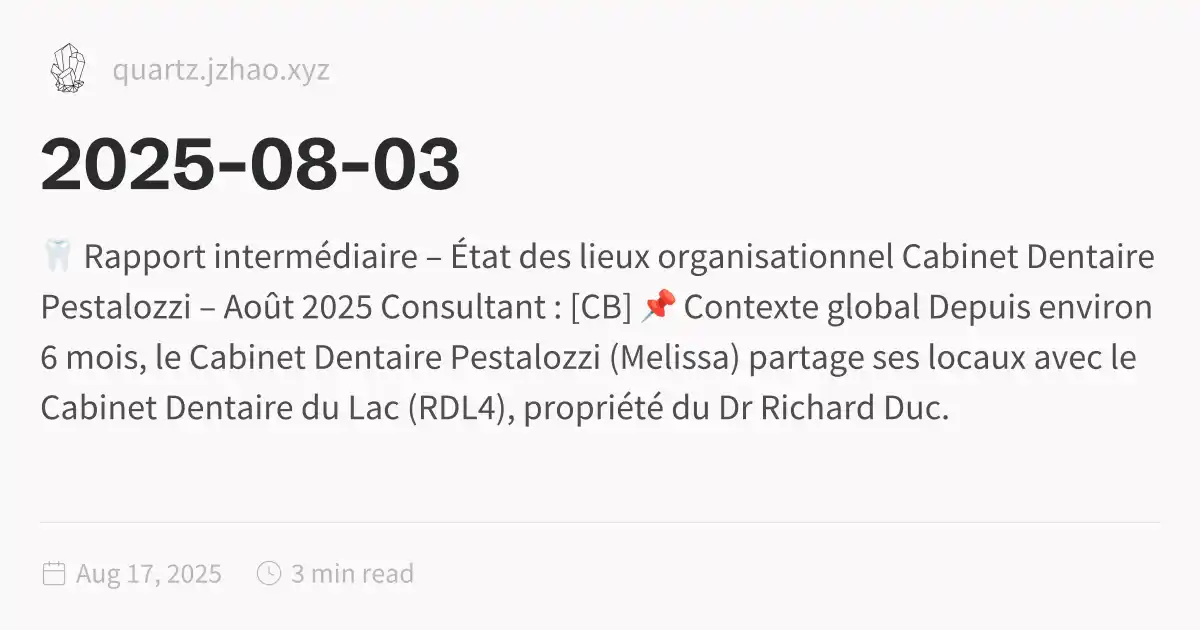 quartz.jzhao.xyz
2025-08-03
🦷 Rapport intermédiaire – État des lieux organisationnel Cabinet Dentaire
Pestalozzi – Août 2025 Consultant : [CB] 📌 Contexte global Depuis environ
6 mois, le Cabinet Dentaire Pestalozzi (Melissa) partage ses locaux avec le
Cabinet Dentaire du Lac (RDL4), propriété du Dr Richard Duc.
Aug 17, 2025 3 min read